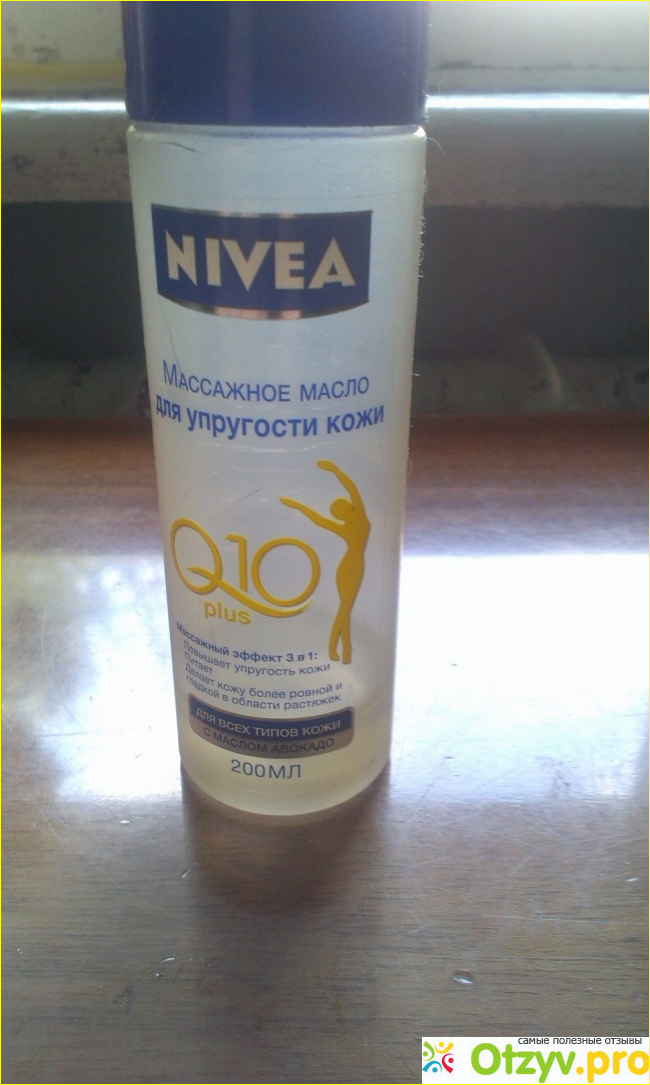 NIVEA
Массажное масло
для упругости кожи
Q10
plus
Массажный эффект 3 в 1:
Повышает упругость кожи
Питает
Делает кожу более ровной и
гладкой в области растяжек
ДЛЯ ВСЕХ ТИПОВ КОЖИ
С МАСЛОМ АВОКАДО
200МЛ
самые полезные отзывы
Otzyv.pro